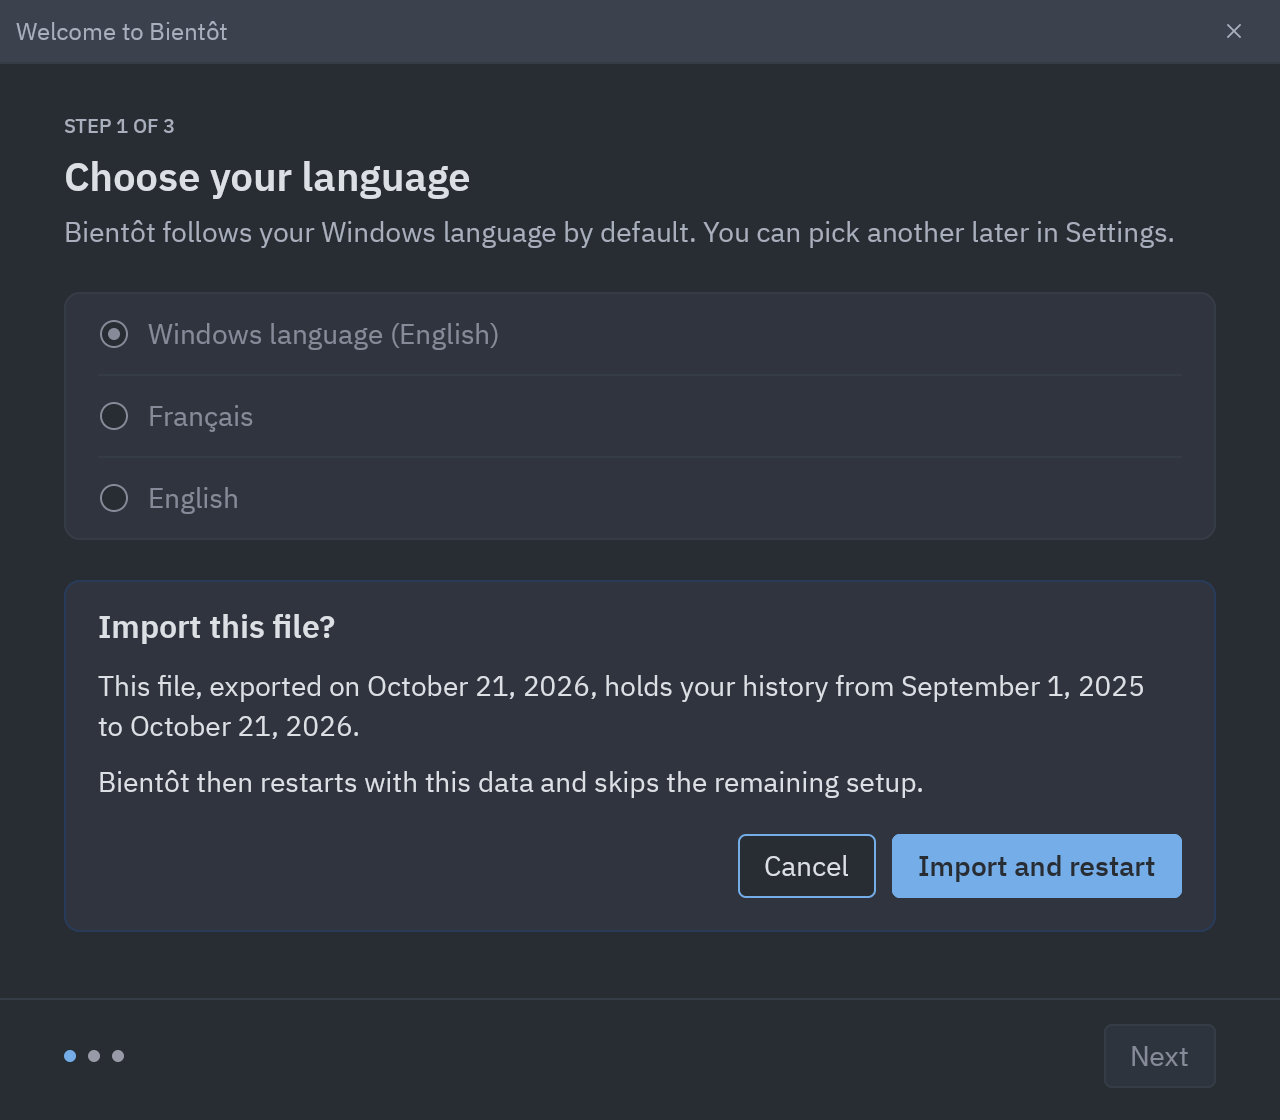 Welcome to Bientôt
STEP 1 OF 3
Choose your language
Bientôt follows your Windows language by default. You can pick another later in Settings.
Windows language (English)
Français
English
Import this file?
This file, exported on October 21, 2026, holds your history from September 1, 2025
to October 21, 2026.
Bientôt then restarts with this data and skips the remaining setup.
Cancel
Import and restart
Next